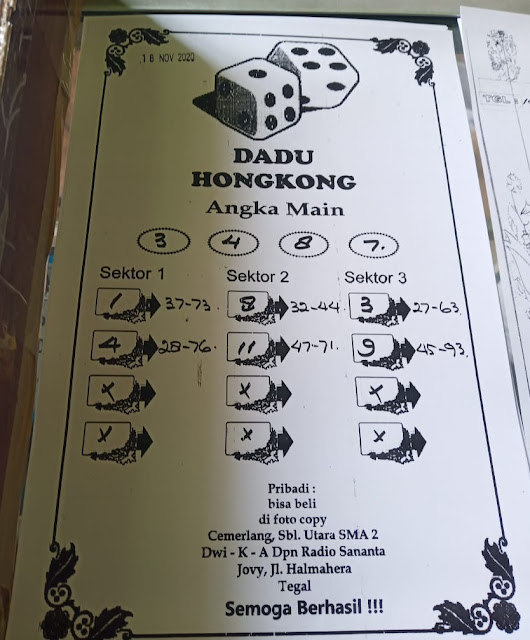 18 NOV 2020
DADU
HONGKONG
Angka Main
3 4 8 7.
Sektor 1 Sektor 2 Sektor 3
1 37-73. 8 32-44. 3 27-63.
4 28-76. 11 47-71. 9 45-93.
x x x
x x x
Pribadi :
bisa beli
di foto copy
Cemerlang, Sbl. Utara SMA 2
Dwi - K - A Dpn Radio Sananta
Jovy, Jl. Halmahera
Tegal
Semoga Berhasil !!!
TGL :